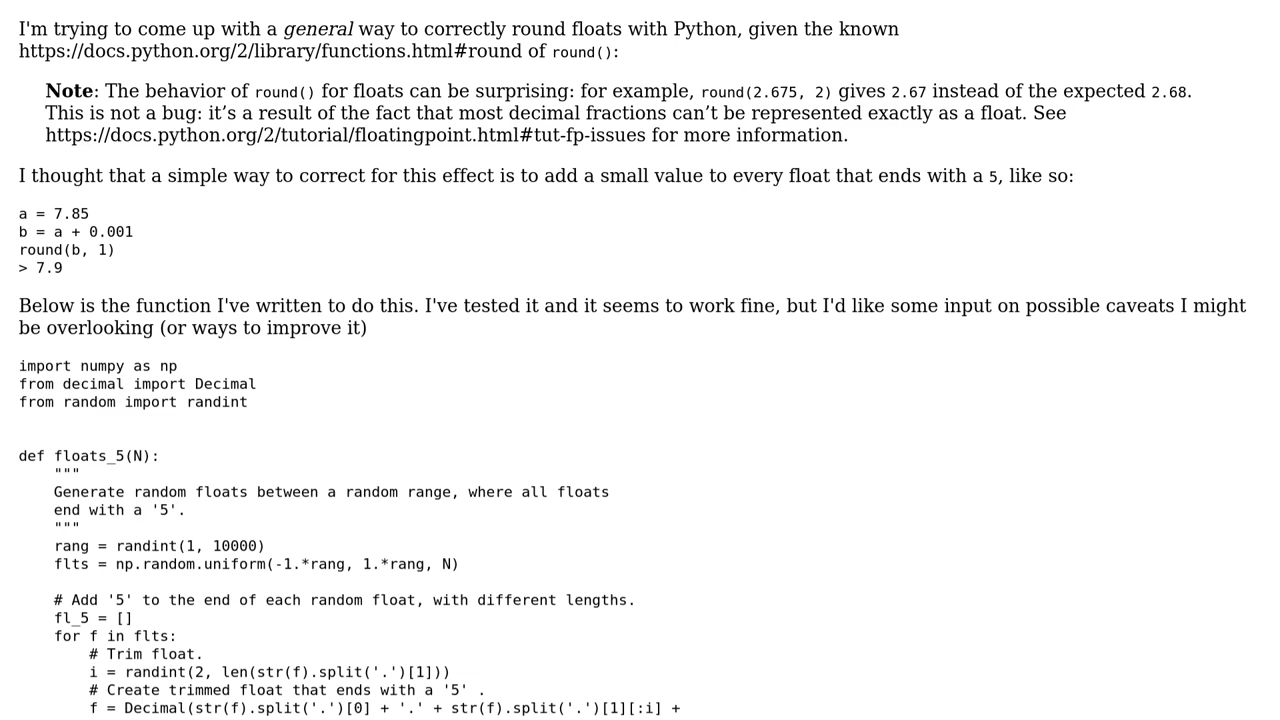 I'm trying to come up with a general way to correctly round floats with Python, given the known
https://docs.python.org/2/library/functions.html#round of round():
Note: The behavior of round() for floats can be surprising: for example, round(2.675, 2) gives 2.67 instead of the expected 2.68.
This is not a bug: it’s a result of the fact that most decimal fractions can’t be represented exactly as a float. See
https://docs.python.org/2/tutorial/floatingpoint.html#tut-fp-issues for more information.
I thought that a simple way to correct for this effect is to add a small value to every float that ends with a 5, like so:
a = 7.85
b = a + 0.001
round(b, 1)
> 7.9
Below is the function I've written to do this. I've tested it and it seems to work fine, but I'd like some input on possible caveats I might
be overlooking (or ways to improve it)
import numpy as np
from decimal import Decimal
from random import randint
def floats_5(N):
    """
    Generate random floats between a random range, where all floats
    end with a '5'.
    """
    rang = randint(1, 10000)
    flts = np.random.uniform(-1.*rang, 1.*rang, N)
    # Add '5' to the end of each random float, with different lengths.
    fl_5 = []
    for f in flts:
        # Trim float.
        i = randint(2, len(str(f).split('.')[1]))
        # Create trimmed float that ends with a '5' .
        f = Decimal(str(f).split('.')[0] + '.' + str(f).split('.')[1][:i] +